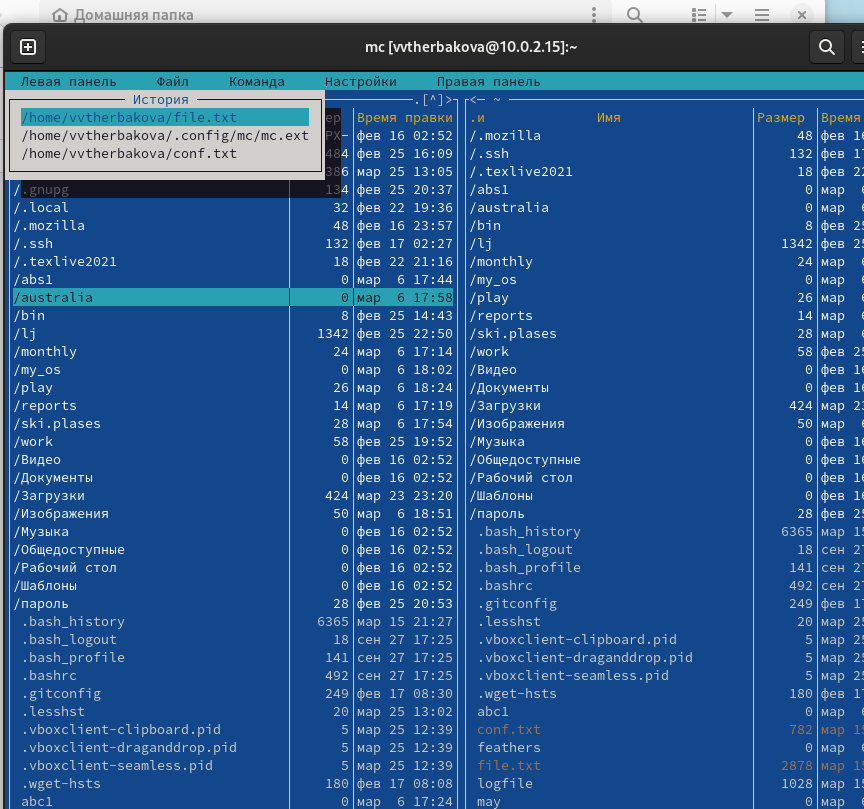 Домашняя папка
mc [vvtherbakova@10.0.2.15]:~
Левая панель Файл Команда Настройки Правая панель
История .[^]> <— ~
/home/vvtherbakova/file.txt ер Время правки .и Имя Размер Время
/home/vvtherbakova/.config/mc/mc.ext РХ— фев 16 02:52 /.mozilla 48 фев 16
/home/vvtherbakova/conf.txt 484 фев 25 16:09 /.ssh 132 фев 17
386 мар 25 13:05 /.texlive2021 18 фев 22
/.gnupg 134 фев 25 20:37 /abs1 0 мар 6
/.local 32 фев 22 19:36 /australia 0 мар 6
/.mozilla 48 фев 16 23:57 /bin 8 фев 25
/.ssh 132 фев 17 02:27 /lj 1342 фев 25
/.texlive2021 18 фев 22 21:16 /monthly 24 мар 6
/abs1 0 мар 6 17:44 /my_os 0 мар 6
/australia 0 мар 6 17:58 /play 26 мар 6
/bin 8 фев 25 14:43 /reports 14 мар 6
/lj 1342 фев 25 22:50 /ski.plases 28 мар 6
/monthly 24 мар 6 17:14 /work 58 фев 25
/my_os 0 мар 6 18:02 /Видео 0 фев 16
/play 26 мар 6 18:24 /Документы 0 фев 16
/reports 14 мар 6 17:19 /Загрузки 424 мар 23
/ski.plases 28 мар 6 17:54 /Изображения 50 мар 6
/work 58 фев 25 19:52 /Музыка 0 фев 16
/Видео 0 фев 16 02:52 /Общедоступные 0 фев 16
/Документы 0 фев 16 02:52 /Рабочий стол 0 фев 16
/Загрузки 424 мар 23 23:20 /Шаблоны 0 фев 16
/Изображения 50 мар 6 18:51 /пароль 28 фев 25
/Музыка 0 фев 16 02:52 .bash_history 6365 мар 15
/Общедоступные 0 фев 16 02:52 .bash_logout 18 сен 27
/Рабочий стол 0 фев 16 02:52 .bash_profile 141 сен 27
/Шаблоны 0 фев 16 02:52 .bashrc 492 сен 27
/пароль 28 фев 25 20:53 .gitconfig 249 фев 17
.bash_history 6365 мар 15 21:27 .lesshst 20 мар 25
.bash_logout 18 сен 27 17:25 .vboxclient-clipboard.pid 5 мар 25
.bash_profile 141 сен 27 17:25 .vboxclient-draganddrop.pid 5 мар 25
.bashrc 492 сен 27 17:25 .vboxclient-seamless.pid 5 мар 25
.gitconfig 249 фев 17 08:30 .wget-hsts 180 фев 17
.lesshst 20 мар 25 13:02 abc1 0 мар 6
.vboxclient-clipboard.pid 5 мар 25 12:39 conf.txt 782 мар 15
.vboxclient-draganddrop.pid 5 мар 25 12:39 feathers 0 мар 6
.vboxclient-seamless.pid 5 мар 25 12:39 file.txt 2878 мар 15
.wget-hsts 180 фев 17 08:08 logfile 1028 мар 15
abc1 0 мар 6 17:24 may 0 мар 6